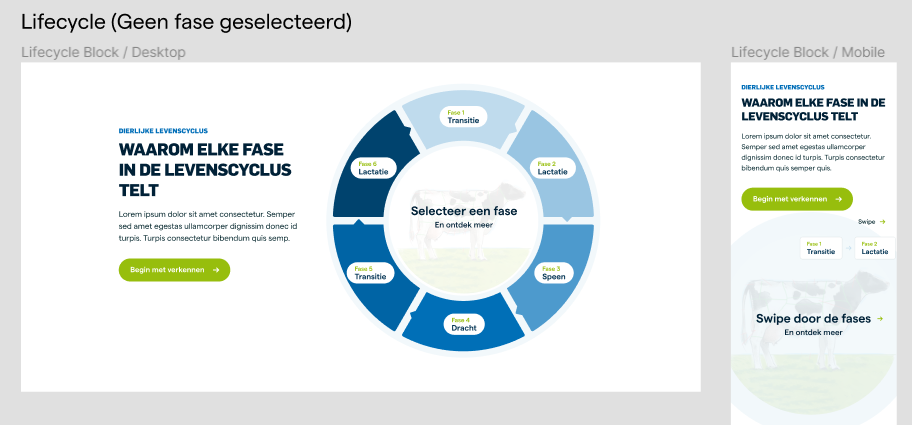 Lifecycle (Geen fase geselecteerd)
Lifecycle Block / Desktop
DIERLIJKE LEVENSCYCLUS
WAAROM ELKE FASE
IN DE LEVENSCYCLUS
TELT
Lorem ipsum dolor sit amet consectetur. Semper
sed amet egestas ullamcorper dignissim donec id
turpis. Turpis consectetur bibendum quis semp.
Begin met verkennen →
Fase 1
Transitie
Fase 2
Lactatie
Fase 3
Speen
Fase 4
Dracht
Fase 5
Transitie
Fase 6
Lactatie
Selecteer een fase
En ontdek meer
Lifecycle Block / Mobile
DIERLIJKE LEVENSCYCLUS
WAAROM ELKE FASE IN DE
LEVENSCYCLUS TELT
Lorem ipsum dolor sit amet consectetur.
Semper sed amet egestas ullamcorper
dignissim donec id turpis. Turpis consectetur
bibendum quis semper quis.
Begin met verkennen →
Swipe →
Fase 1
Transitie
Fase 2
Lactatie
Swipe door de fases →
En ontdek meer